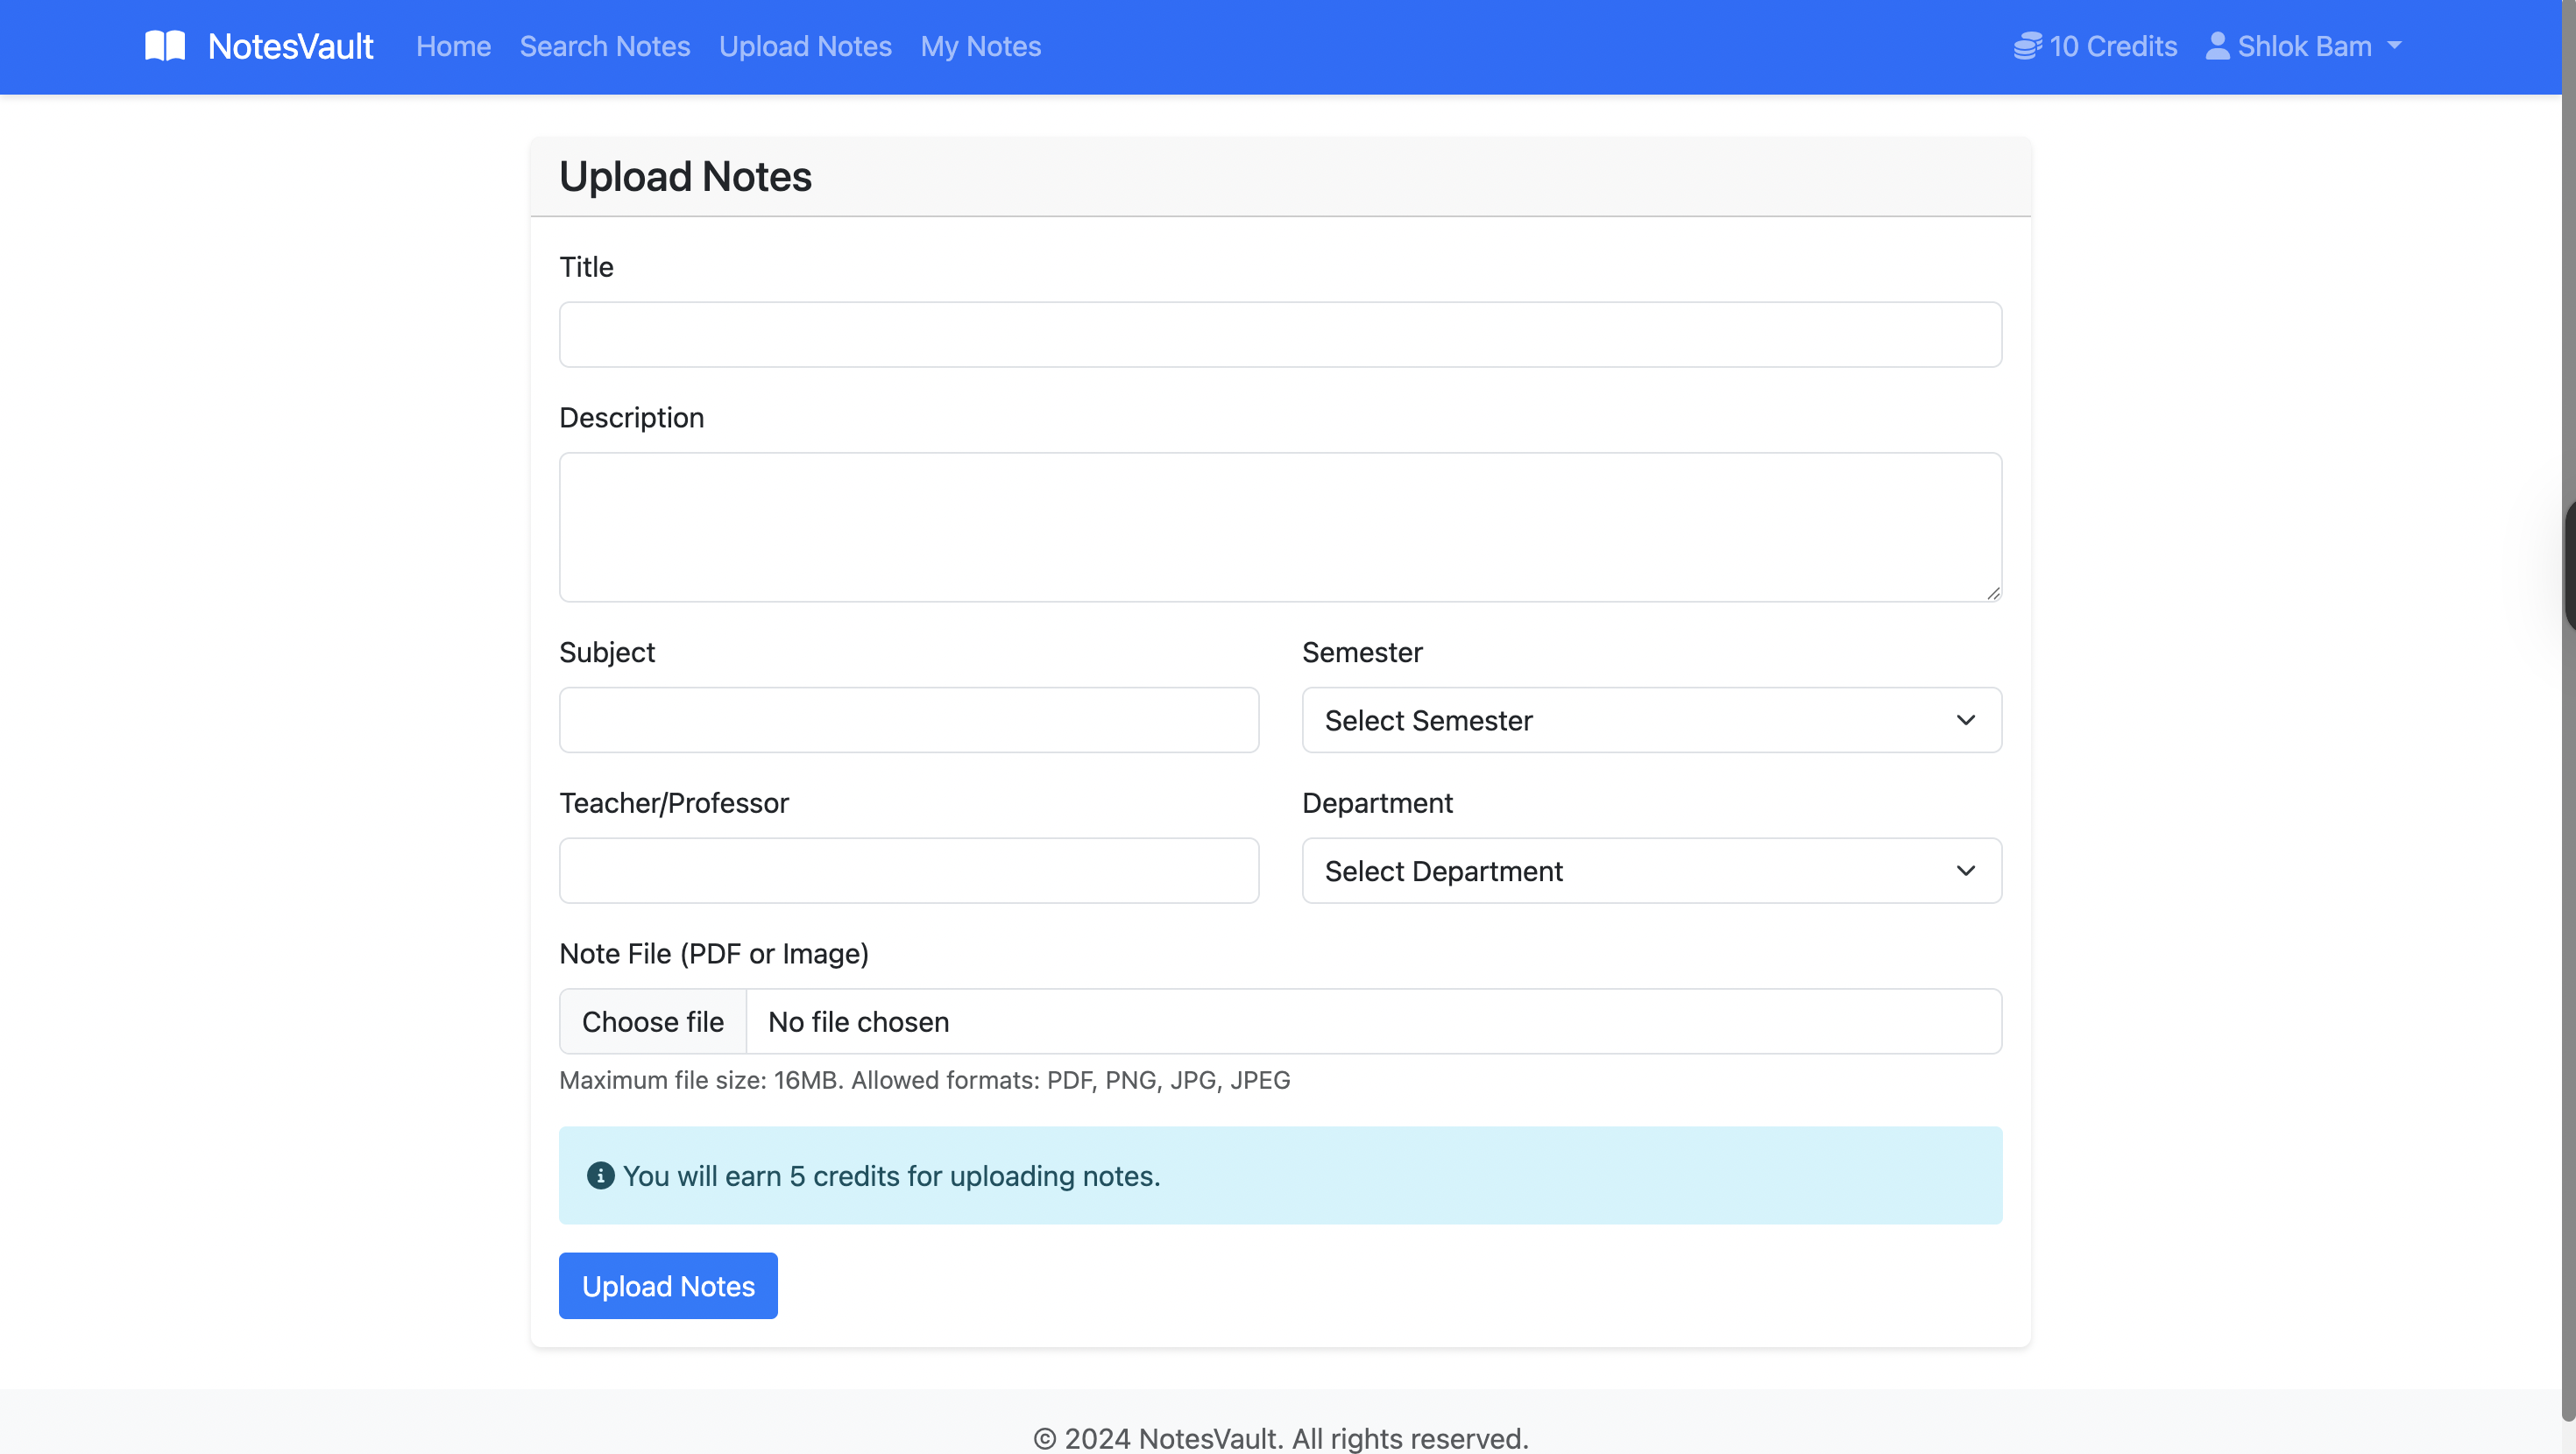 NotesVault Home Search Notes Upload Notes My Notes 10 Credits Shlok Bam
Upload Notes
Title
Description
Subject Semester
Select Semester
Teacher/Professor Department
Select Department
Note File (PDF or Image)
Choose file No file chosen
Maximum file size: 16MB. Allowed formats: PDF, PNG, JPG, JPEG
You will earn 5 credits for uploading notes.
Upload Notes
© 2024 NotesVault. All rights reserved.